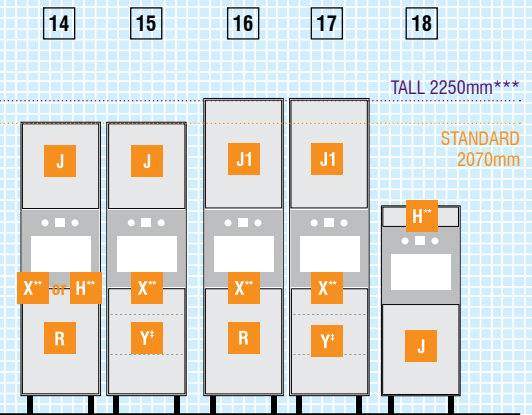 14 15 16 17 18
TALL 2250mm***
STANDARD
2070mm
J J J1 J1
H**
X** or H** X** X** X**
R Y‡ R Y‡ J